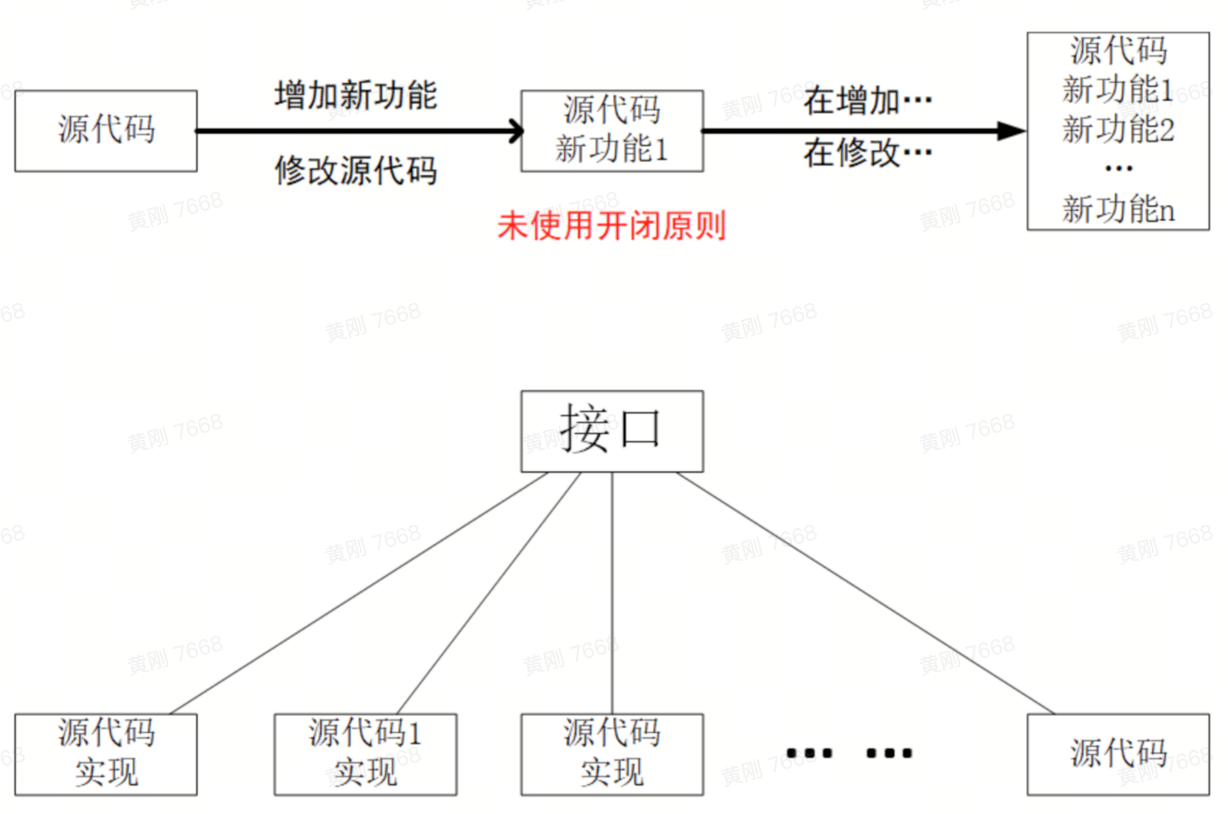 源代码
增加新功能
修改源代码
源代码
新功能1
在增加…
在修改…
源代码
新功能1
新功能2
…
新功能n
未使用开闭原则
接口
源代码
实现
源代码1
实现
源代码
实现
… …
源代码
黄刚 7668